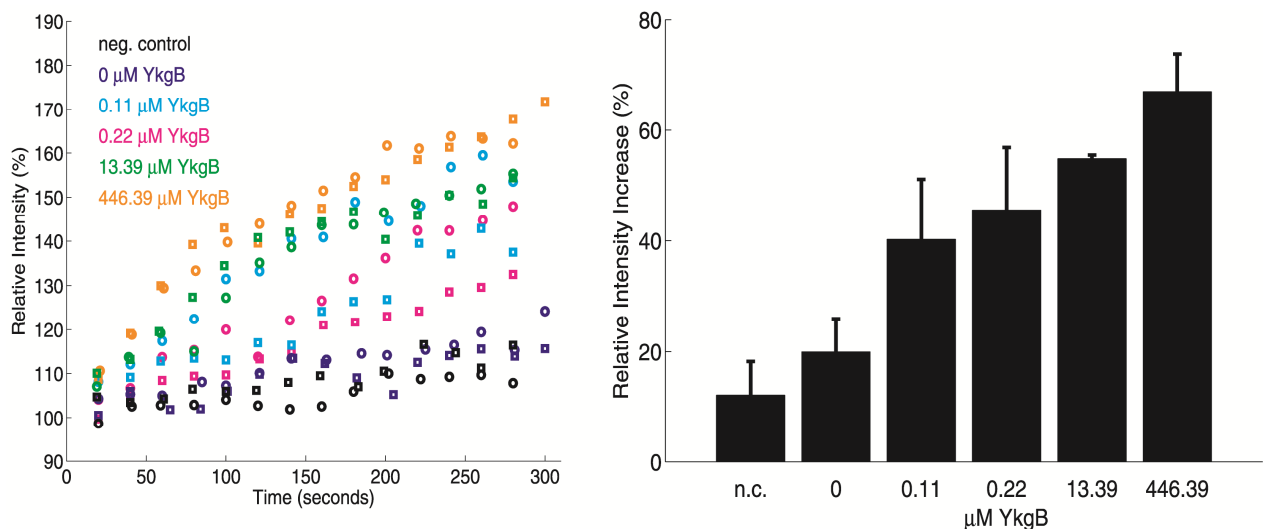 190
180
170
160
150
140
130
120
110
100
90
Relative Intensity (%)
neg. control
0 μM YkgB
0.11 μM YkgB
0.22 μM YkgB
13.39 μM YkgB
446.39 μM YkgB
0 50 100 150 200 250 300
Time (seconds)
80
60
40
20
0
Relative Intensity Increase (%)
n.c. 0 0.11 0.22 13.39 446.39
μM YkgB